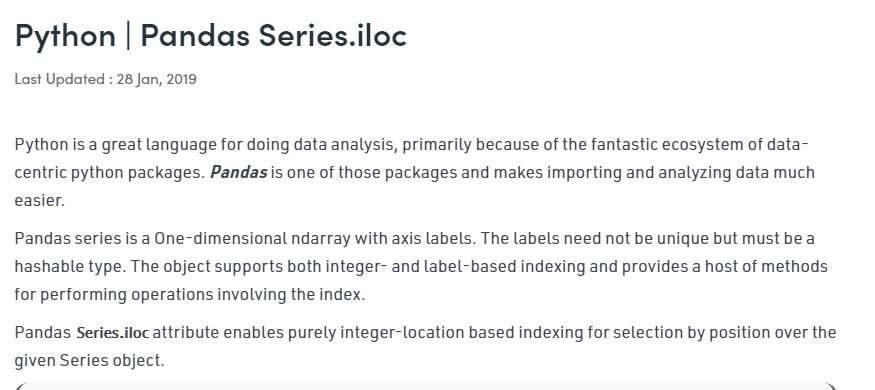 Python | Pandas Series.iloc
Last Updated : 28 Jan, 2019
Python is a great language for doing data analysis, primarily because of the fantastic ecosystem of data-
centric python packages. Pandas is one of those packages and makes importing and analyzing data much
easier.
Pandas series is a One-dimensional ndarray with axis labels. The labels need not be unique but must be a
hashable type. The object supports both integer- and label-based indexing and provides a host of methods
for performing operations involving the index.
Pandas Series.iloc attribute enables purely integer-location based indexing for selection by position over the
given Series object.